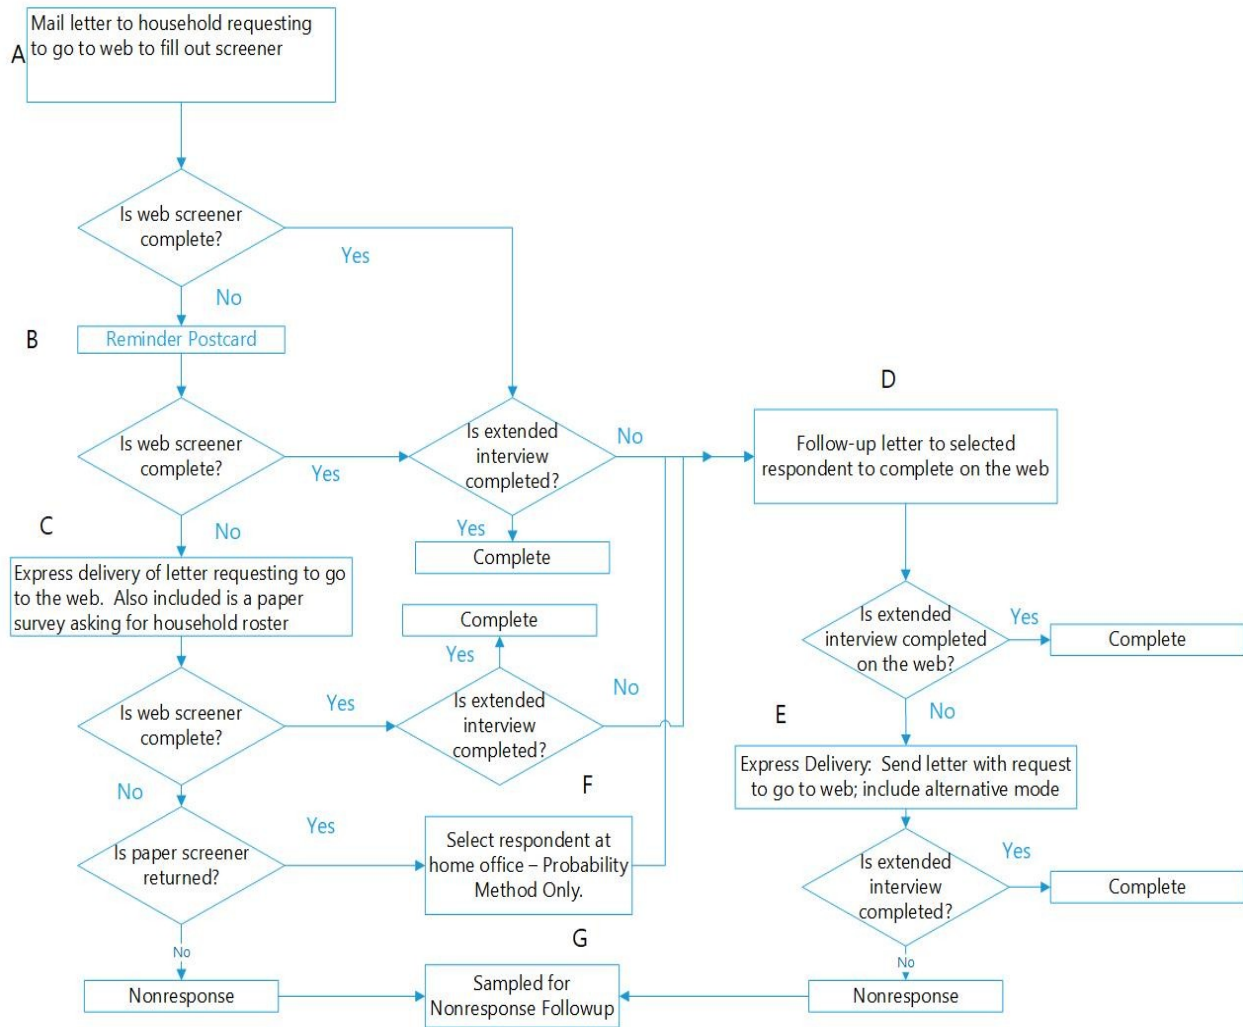 Mail letter to household requesting
to go to web to fill out screener
A
Is web screener
complete?
Yes
No
B
Reminder Postcard
Is web screener
complete?
Yes
No
Is extended
interview
completed?
No
Yes
Complete
D
Follow-up letter to selected
respondent to complete on the web
C
Express delivery of letter requesting to go
to the web.  Also included is a paper
survey asking for household roster
Complete
Yes
Is web screener
complete?
Yes
Is extended
interview
completed?
No
No
Is extended
interview completed
on the web?
Yes
Complete
No
E
Express Delivery:  Send letter with request
to go to web; include alternative mode
F
Is paper screener
returned?
Yes
Select respondent at
home office – Probability
Method Only.
Is extended
interview
completed?
Yes
Complete
No
No
G
Nonresponse
Sampled for
Nonresponse Followup
Nonresponse